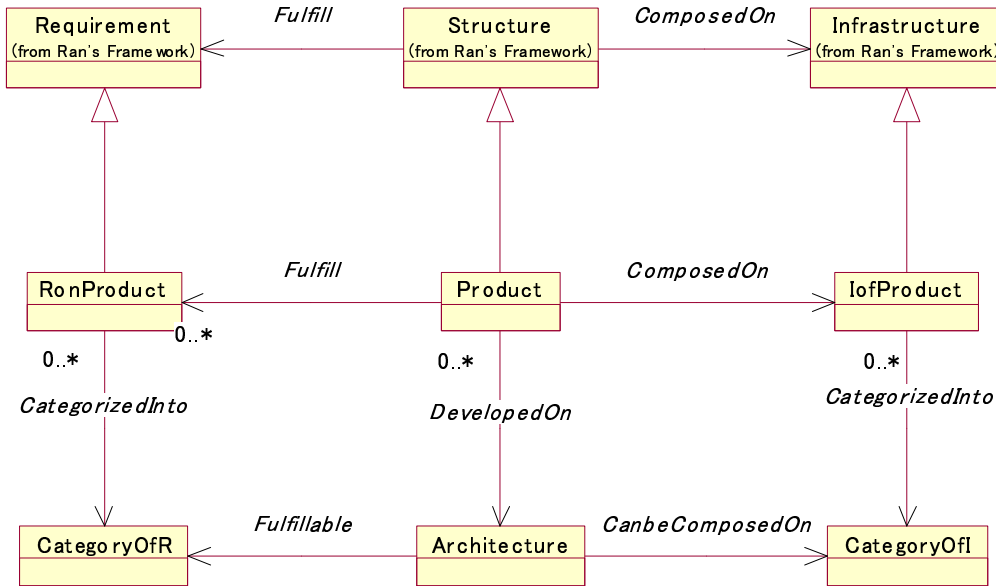 Requirement
(from Ran's Framework)
Fulfill
Structure
(from Ran's Framework)
ComposedOn
Infrastructure
(from Ran's Framework)
RonProduct
0..*
0..*
Fulfill
Product
0..*
ComposedOn
IofProduct
0..*
CategorizedInto
DevelopedOn
CategorizedInto
CategoryOfR
Fulfillable
Architecture
CanbeComposedOn
CategoryOfI